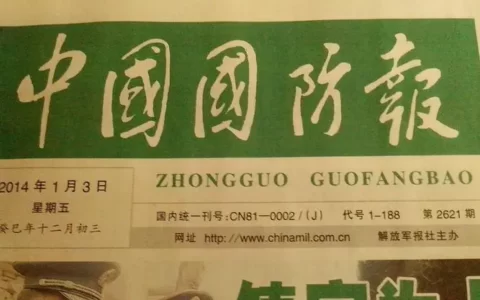 中國國防報
ZHONGGUO GUOFANGBAO
2014年1月3日
星期五
癸巳年十二月初三
国内统一刊号:CN81—0002/(J) 代号1-188 第2621期
网址 http://www.chinamil.com.cn 解放军报社主办